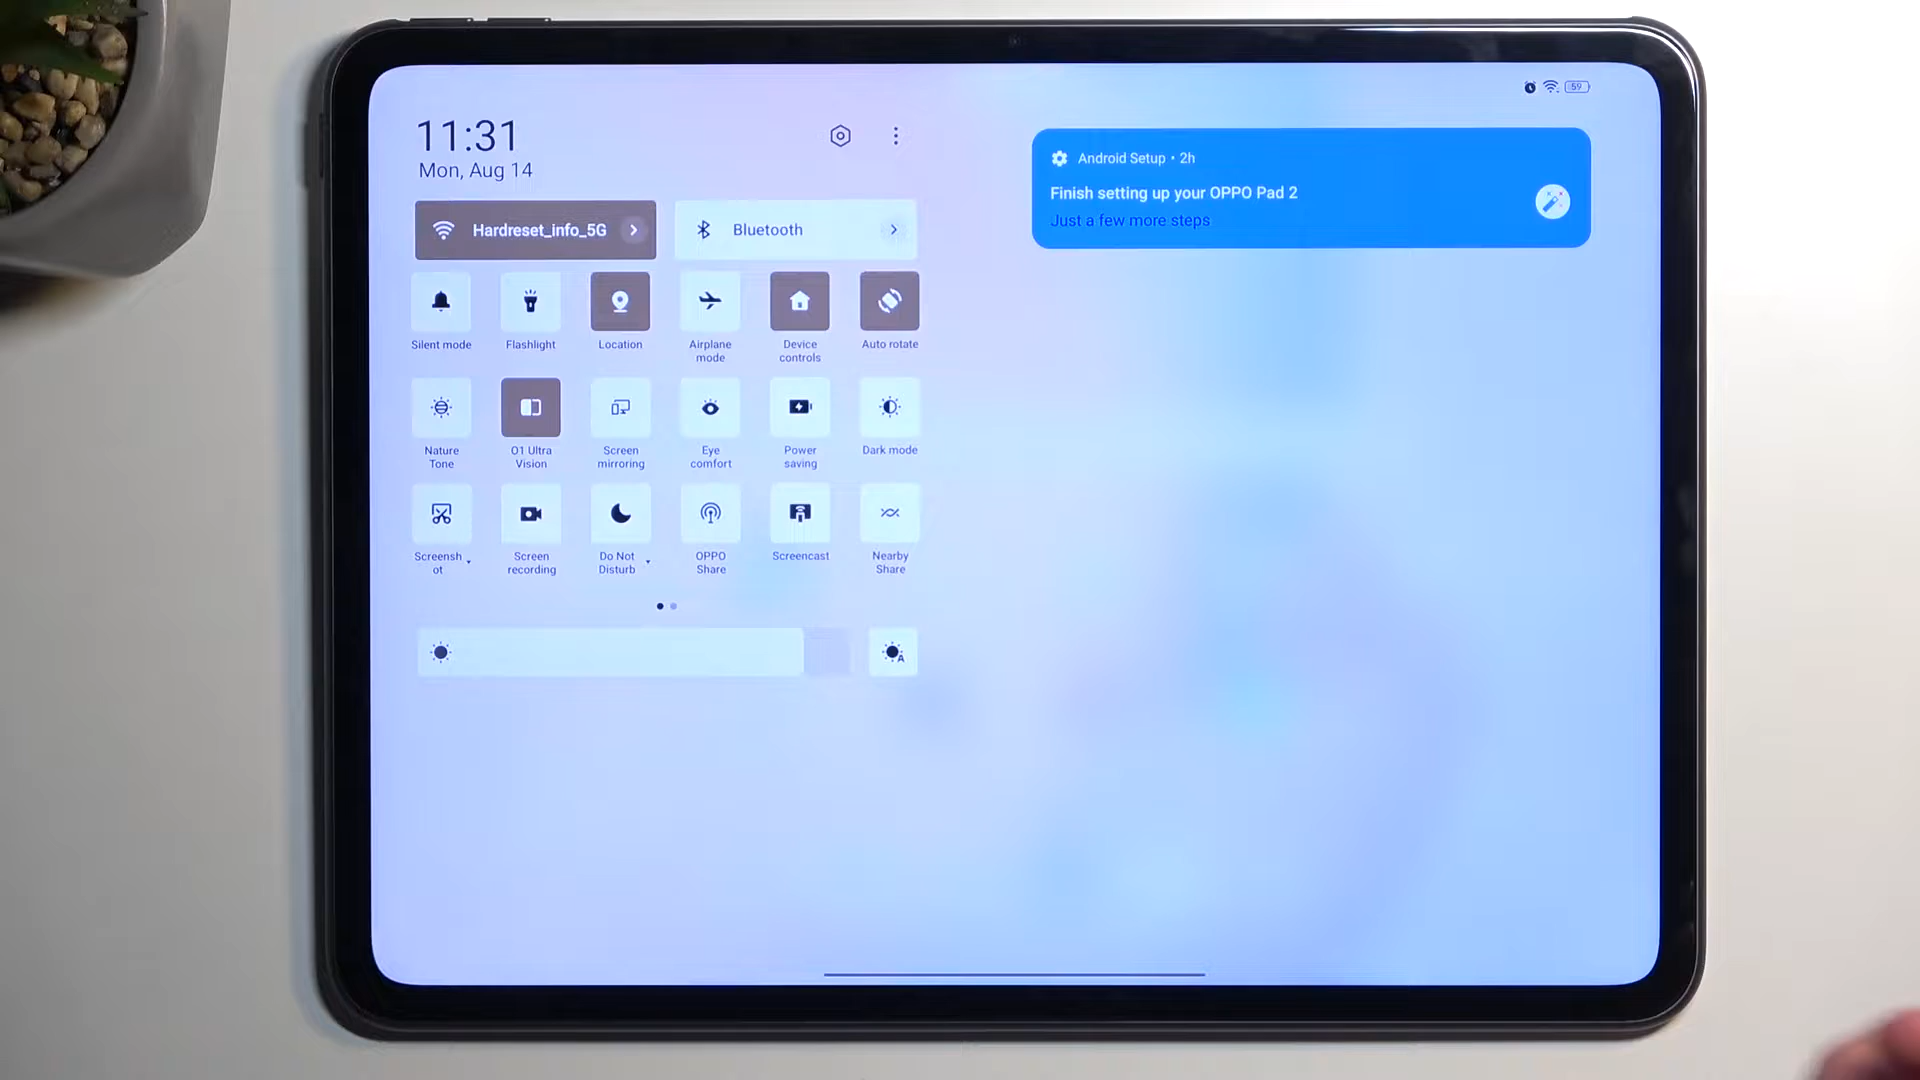 59
11:31
Mon, Aug 14
Android Setup • 2h
Finish setting up your OPPO Pad 2
Just a few more steps
Hardreset_info_5G
Bluetooth
Silent mode
Flashlight
Location
Airplane
mode
Device
controls
Auto rotate
Nature
Tone
O1 Ultra
Vision
Screen
mirroring
Eye
comfort
Power
saving
Dark mode
Screensh
ot
Screen
recording
Do Not
Disturb
OPPO
Share
Screencast
Nearby
Share
A